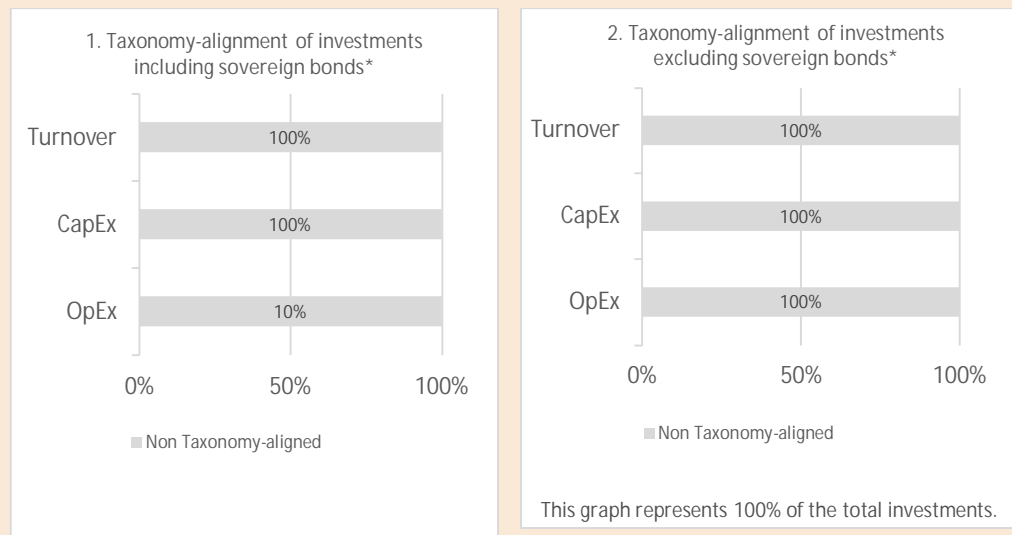 1. Taxonomy-alignment of investments
including sovereign bonds*
Turnover
100%
CapEx
100%
OpEx
10%
0%
50%
100%
Non Taxonomy-aligned
2. Taxonomy-alignment of investments
excluding sovereign bonds*
Turnover
100%
CapEx
100%
OpEx
100%
0%
50%
100%
Non Taxonomy-aligned
This graph represents 100% of the total investments.